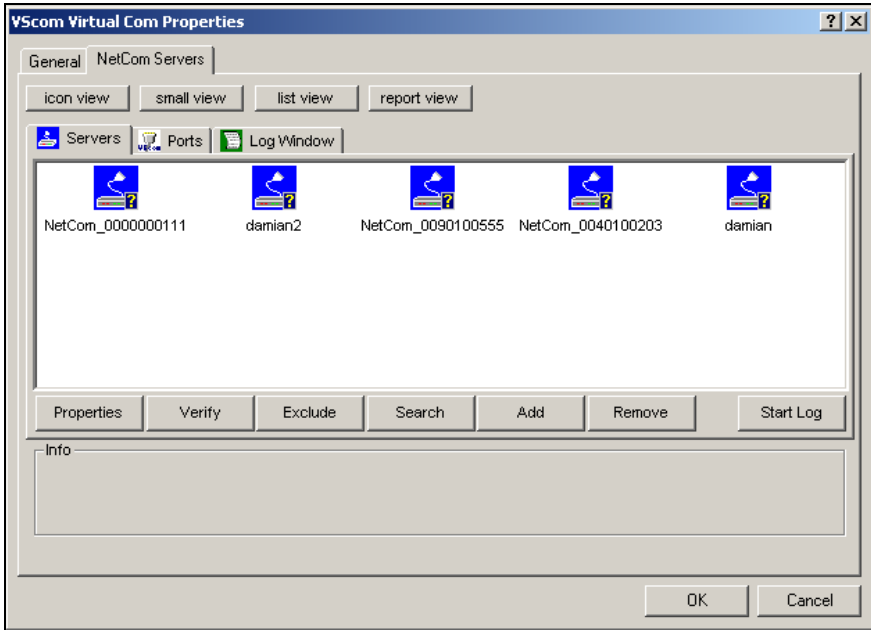 VScom Virtual Com Properties
General NetCom Servers
icon view small view list view report view
Servers Ports Log Window
NetCom_0000000111 damian2 NetCom_0090100555 NetCom_0040100203 damian
Properties Verify Exclude Search Add Remove Start Log
Info
OK Cancel